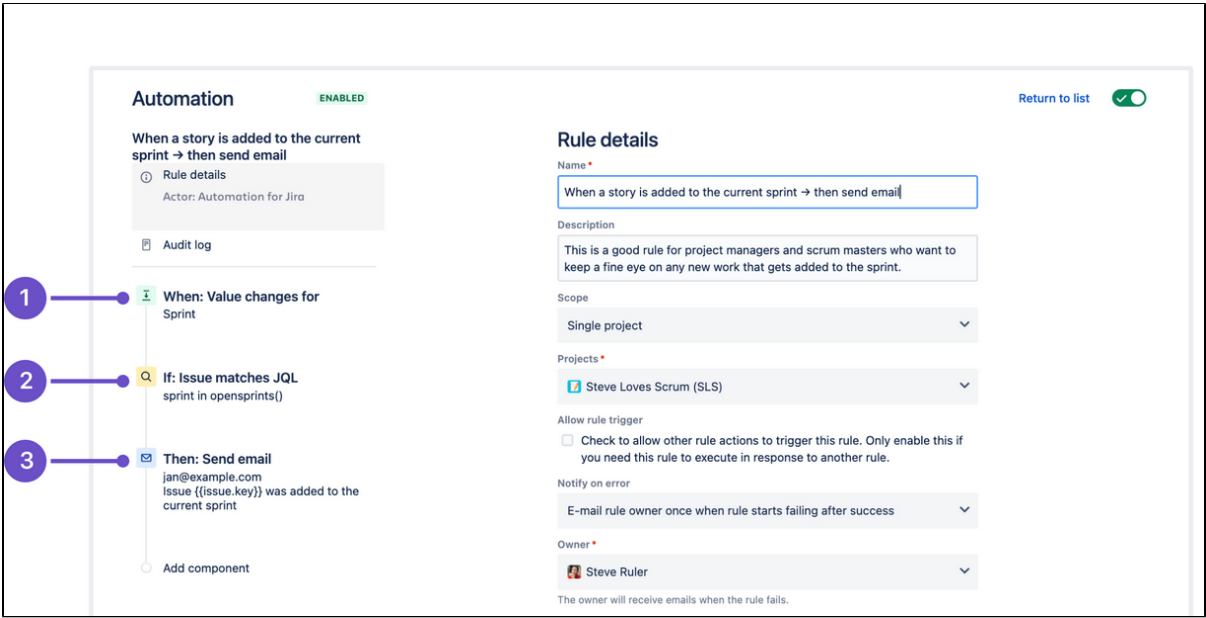 Automation
ENABLED
Return to list
When a story is added to the current
sprint → then send email
Rule details
Actor: Automation for Jira
Audit log
1
When: Value changes for
Sprint
2
If: Issue matches JQL
sprint in opensprints()
3
Then: Send email
jan@example.com
Issue {{issue.key}} was added to the
current sprint
Add component
Rule details
Name*
When a story is added to the current sprint → then send email
Description
This is a good rule for project managers and scrum masters who want to
keep a fine eye on any new work that gets added to the sprint.
Scope
Single project
Projects*
Steve Loves Scrum (SLS)
Allow rule trigger
Check to allow other rule actions to trigger this rule. Only enable this if
you need this rule to execute in response to another rule.
Notify on error
E-mail rule owner once when rule starts failing after success
Owner*
Steve Ruler
The owner will receive emails when the rule fails.